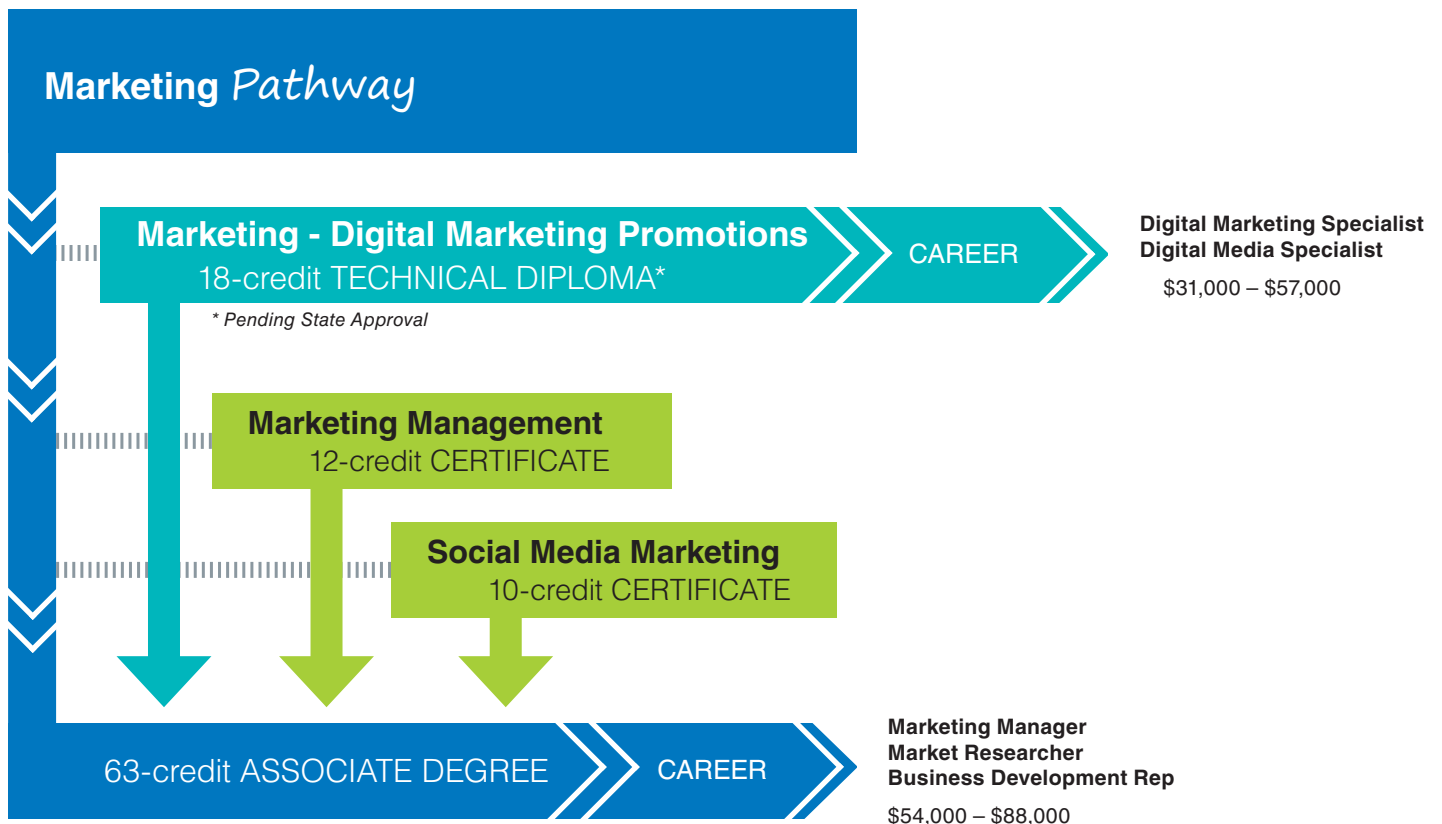 Marketing Pathway
Marketing - Digital Marketing Promotions
18-credit TECHNICAL DIPLOMA*
CAREER
Digital Marketing Specialist
Digital Media Specialist
$31,000 – $57,000
* Pending State Approval
Marketing Management
12-credit CERTIFICATE
Social Media Marketing
10-credit CERTIFICATE
63-credit ASSOCIATE DEGREE
CAREER
Marketing Manager
Market Researcher
Business Development Rep
$54,000 – $88,000